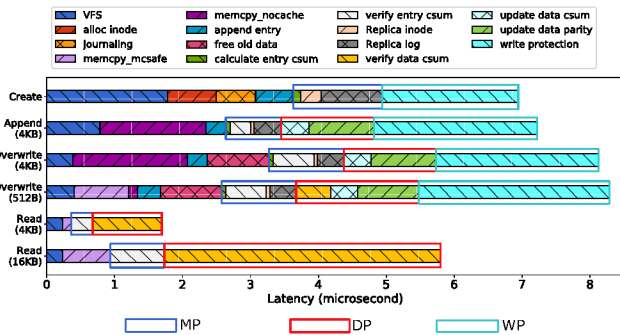 VFS
memcpy_nocache
verify entry csum
update data csum
alloc inode
append entry
Replica inode
update data parity
Journaling
free old data
Replica log
write protection
memcpy_mcsafe
calculate entry csum
verify data csum
Create
Append
(4KB)
Overwrite
(4KB)
Overwrite
(512B)
Read
(4KB)
Read
(16KB)
0 1 2 3 4 5 6 7 8
Latency (microsecond)
MP DP WP